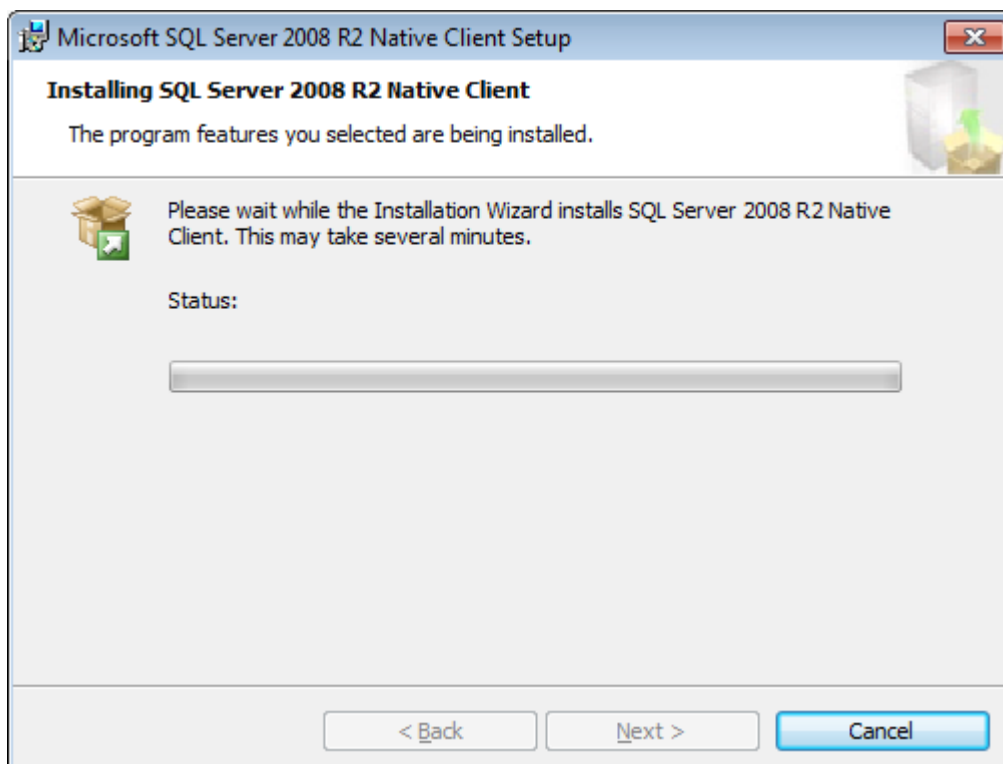 Microsoft SQL Server 2008 R2 Native Client Setup
Installing SQL Server 2008 R2 Native Client
The program features you selected are being installed.
Please wait while the Installation Wizard installs SQL Server 2008 R2 Native
Client. This may take several minutes.
Status:
< Back
Next >
Cancel